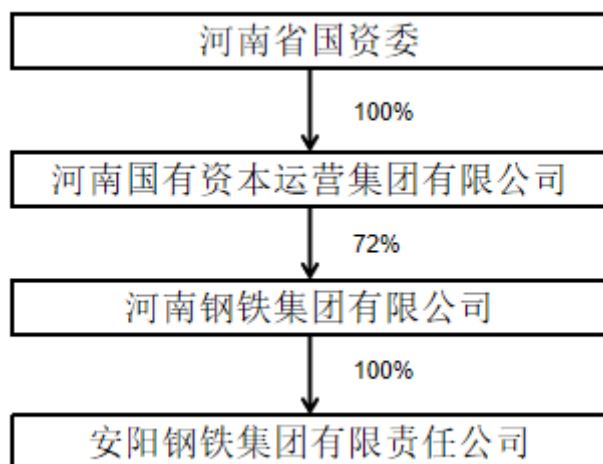 河南省国资委
100%
河南国有资本运营集团有限公司
72%
河南钢铁集团有限公司
100%
安阳钢铁集团有限责任公司